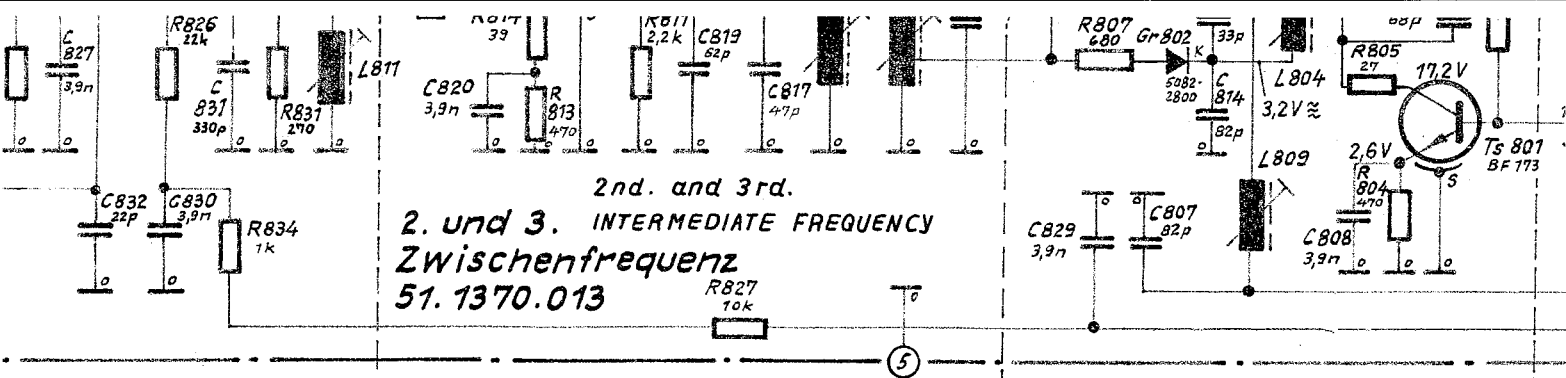 R826
22k
C
827
3,9n
C
831
330p
R831
270
L811
R814
39
C820
3,9n
R
813
470
R811
2,2k
C819
62p
C817
47p
R807
680
Gr802
K
5082-
2800
33p
C
814
82p
L804
3,2V ≈
68p
R805
27
17,2V
Ts 801
BF 173
2,6V
S
R
804
470
C808
3,9n
L809
C807
82p
C829
3,9n
C832
22p
C830
3,9n
R834
1k
2nd. and 3rd.
2. und 3. INTERMEDIATE FREQUENCY
Zwischenfrequenz
51.1370.013
R827
10k
5